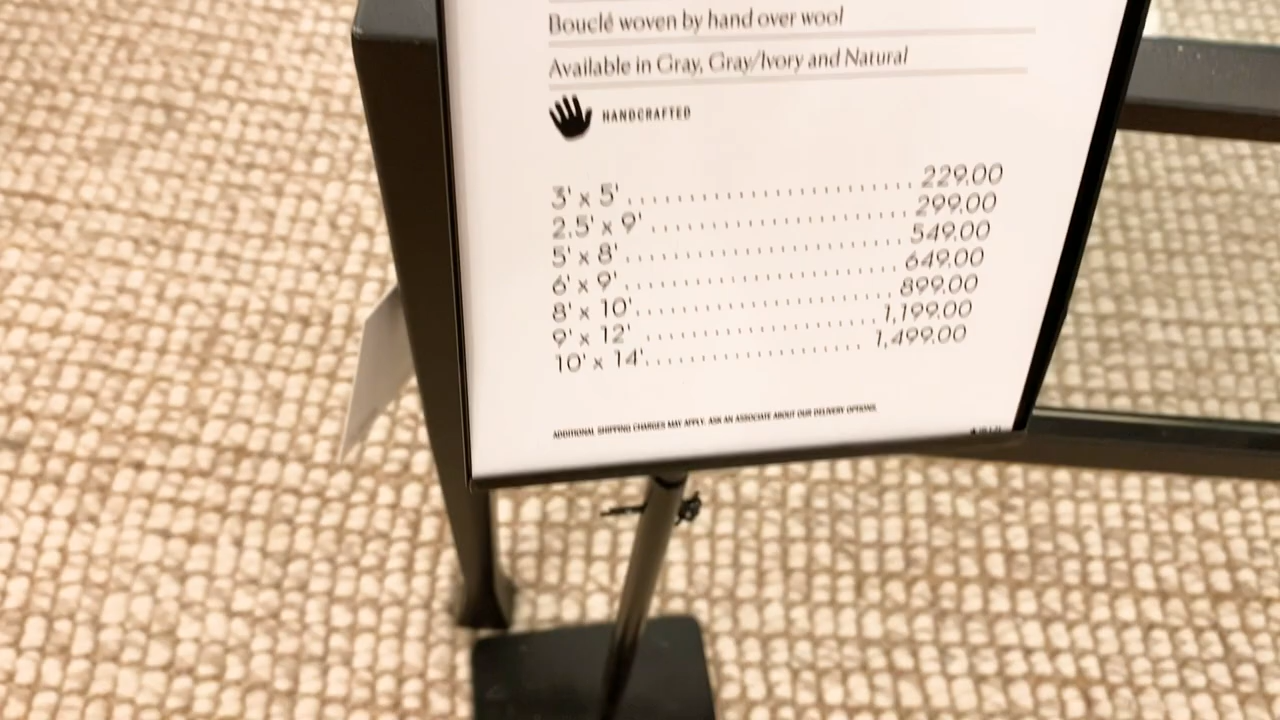 Bouclé woven by hand over wool
Available in Gray, Gray/Ivory and Natural
HANDCRAFTED
3' x 5' 229.00
2.5' x 9' 299.00
5' x 8' 549.00
6' x 9' 649.00
8' x 10' 899.00
9' x 12' 1,199.00
10' x 14' 1,499.00
ADDITIONAL SHIPPING CHARGES MAY APPLY. ASK AN ASSOCIATE ABOUT OUR DELIVERY OPTIONS.